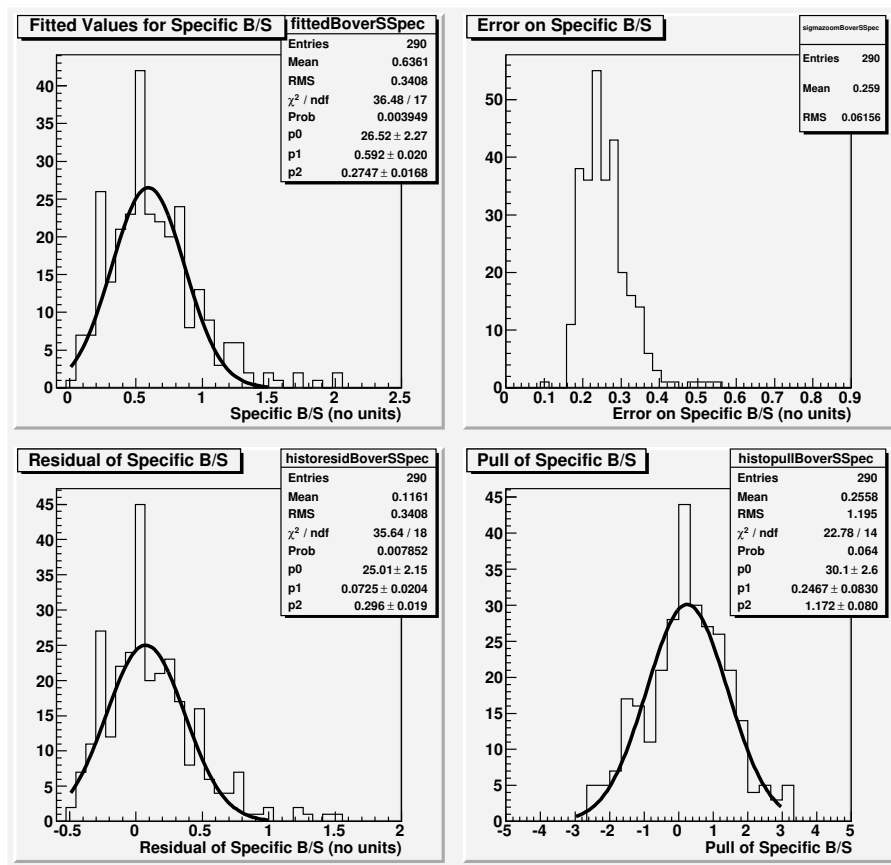 Fitted Values for Specific B/S
fittedBoverSSpec
Entries 290
Mean 0.6361
RMS 0.3408
χ² / ndf 36.48 / 17
Prob 0.003949
p0 26.52 ± 2.27
p1 0.592 ± 0.020
p2 0.2747 ± 0.0168
40
35
30
25
20
15
10
5
0
0 0.5 1 1.5 2 2.5
Specific B/S (no units)
Error on Specific B/S
sigmazoomBoverSSpec
Entries 290
Mean 0.259
RMS 0.06156
50
40
30
20
10
0
0 0.1 0.2 0.3 0.4 0.5 0.6 0.7 0.8 0.9
Error on Specific B/S (no units)
Residual of Specific B/S
historesidBoverSSpec
Entries 290
Mean 0.1161
RMS 0.3408
χ² / ndf 35.64 / 18
Prob 0.007852
p0 25.01 ± 2.15
p1 0.0725 ± 0.0204
p2 0.296 ± 0.019
45
40
35
30
25
20
15
10
5
0
-0.5 0 0.5 1 1.5 2
Residual of Specific B/S (no units)
Pull of Specific B/S
histopullBoverSSpec
Entries 290
Mean 0.2558
RMS 1.195
χ² / ndf 22.78 / 14
Prob 0.064
p0 30.1 ± 2.6
p1 0.2467 ± 0.0830
p2 1.172 ± 0.080
45
40
35
30
25
20
15
10
5
0
-5 -4 -3 -2 -1 0 1 2 3 4 5
Pull of Specific B/S